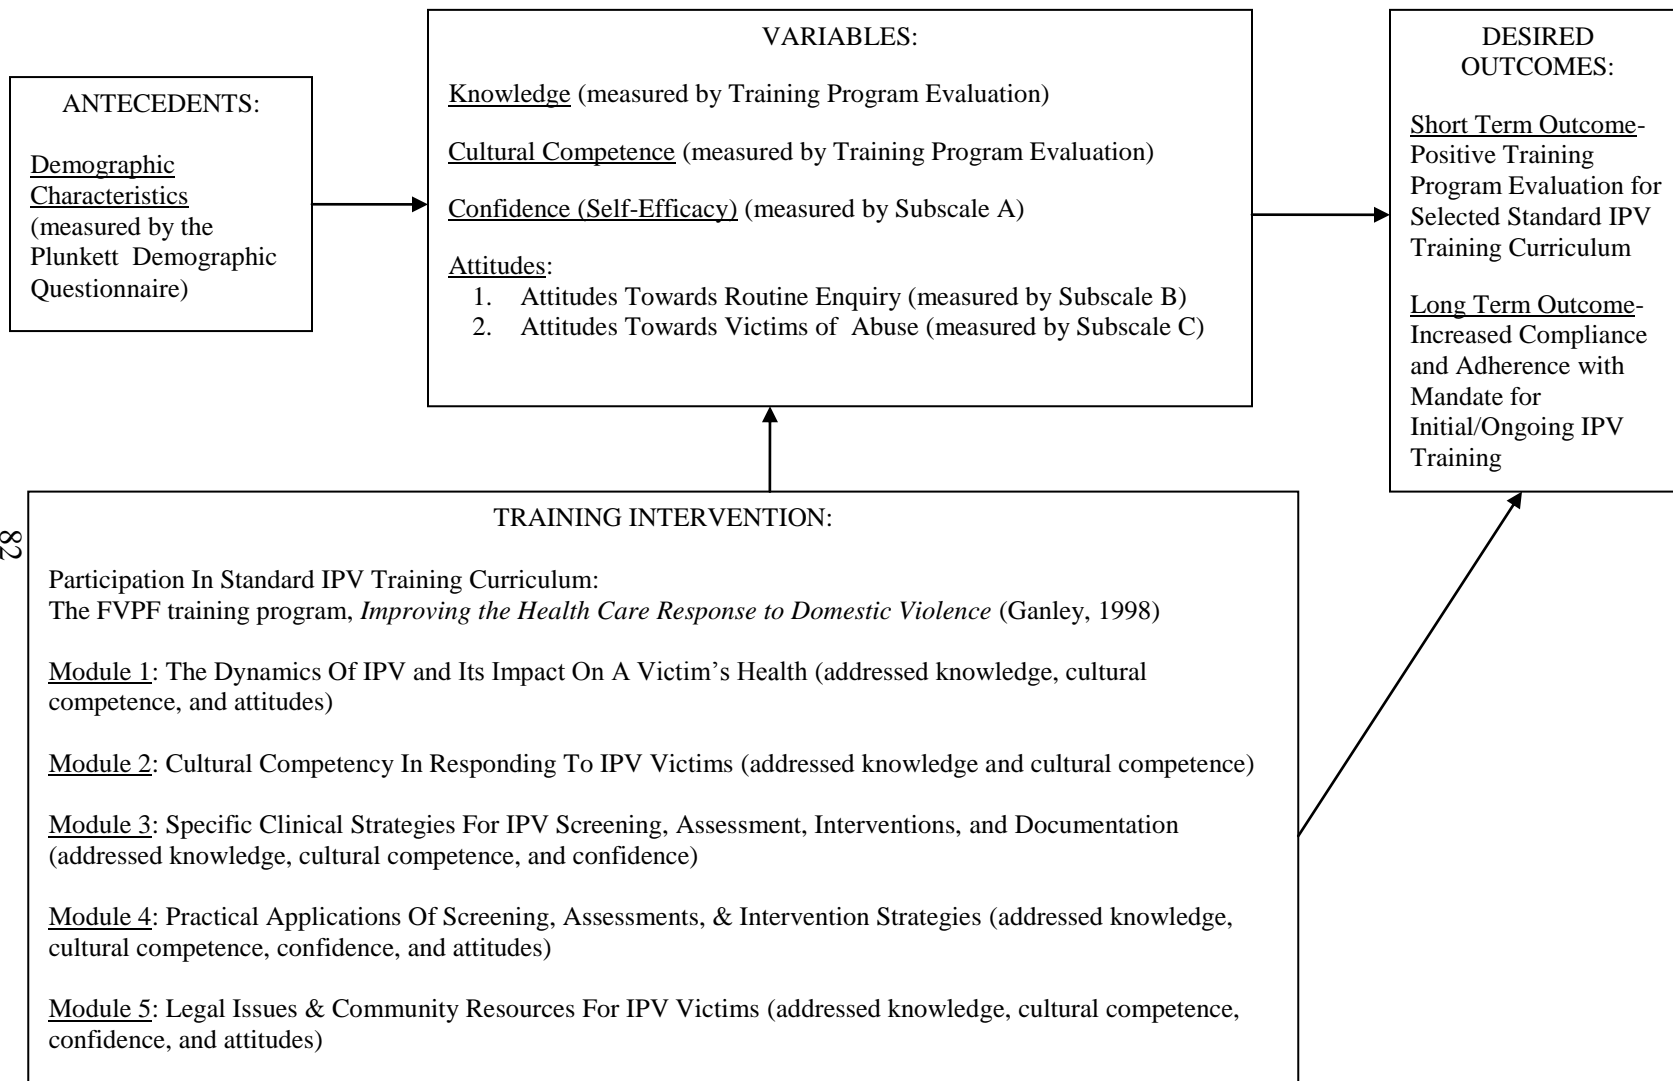 ANTECEDENTS:
Demographic
Characteristics
(measured by the
Plunkett Demographic
Questionnaire)
VARIABLES:
Knowledge (measured by Training Program Evaluation)
Cultural Competence (measured by Training Program Evaluation)
Confidence (Self-Efficacy) (measured by Subscale A)
Attitudes:
1. Attitudes Towards Routine Enquiry (measured by Subscale B)
2. Attitudes Towards Victims of Abuse (measured by Subscale C)
DESIRED
OUTCOMES:
Short Term Outcome-
Positive Training
Program Evaluation for
Selected Standard IPV
Training Curriculum
Long Term Outcome-
Increased Compliance
and Adherence with
Mandate for
Initial/Ongoing IPV
Training
82
TRAINING INTERVENTION:
Participation In Standard IPV Training Curriculum:
The FVPF training program, Improving the Health Care Response to Domestic Violence (Ganley, 1998)
Module 1: The Dynamics Of IPV and Its Impact On A Victim’s Health (addressed knowledge, cultural
competence, and attitudes)
Module 2: Cultural Competency In Responding To IPV Victims (addressed knowledge and cultural competence)
Module 3: Specific Clinical Strategies For IPV Screening, Assessment, Interventions, and Documentation
(addressed knowledge, cultural competence, and confidence)
Module 4: Practical Applications Of Screening, Assessments, & Intervention Strategies (addressed knowledge,
cultural competence, confidence, and attitudes)
Module 5: Legal Issues & Community Resources For IPV Victims (addressed knowledge, cultural competence,
confidence, and attitudes)